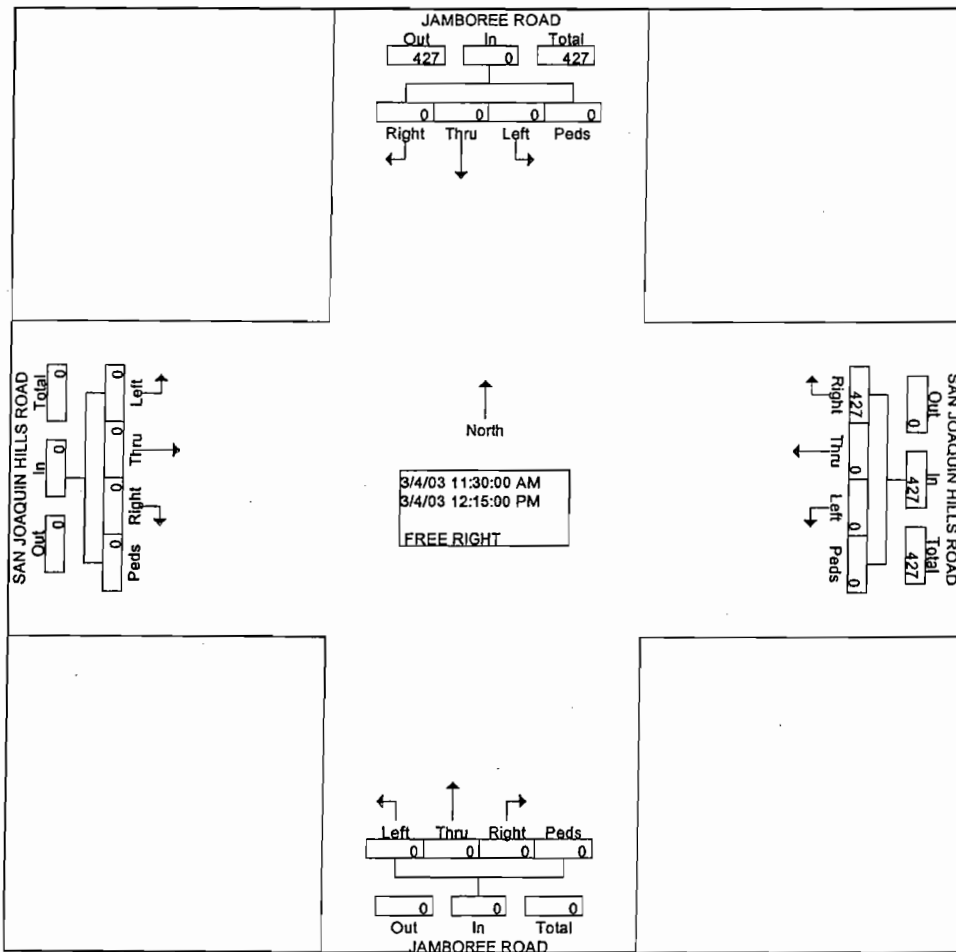 JAMBOREE ROAD
Out In Total
427 0 427
0 0 0 0
Right Thru Left Peds
SAN JOAQUIN HILLS ROAD
Total In Out
0 0 0
0 0 0 0
Left Thru Right Peds
North
3/4/03 11:30:00 AM
3/4/03 12:15:00 PM
FREE RIGHT
Right Thru Left Peds
427 0 0 0
0 427 427
Out In Total
SAN JOAQUIN HILLS ROAD
Left Thru Right Peds
0 0 0 0
0 0 0
Out In Total
JAMBOREE ROAD